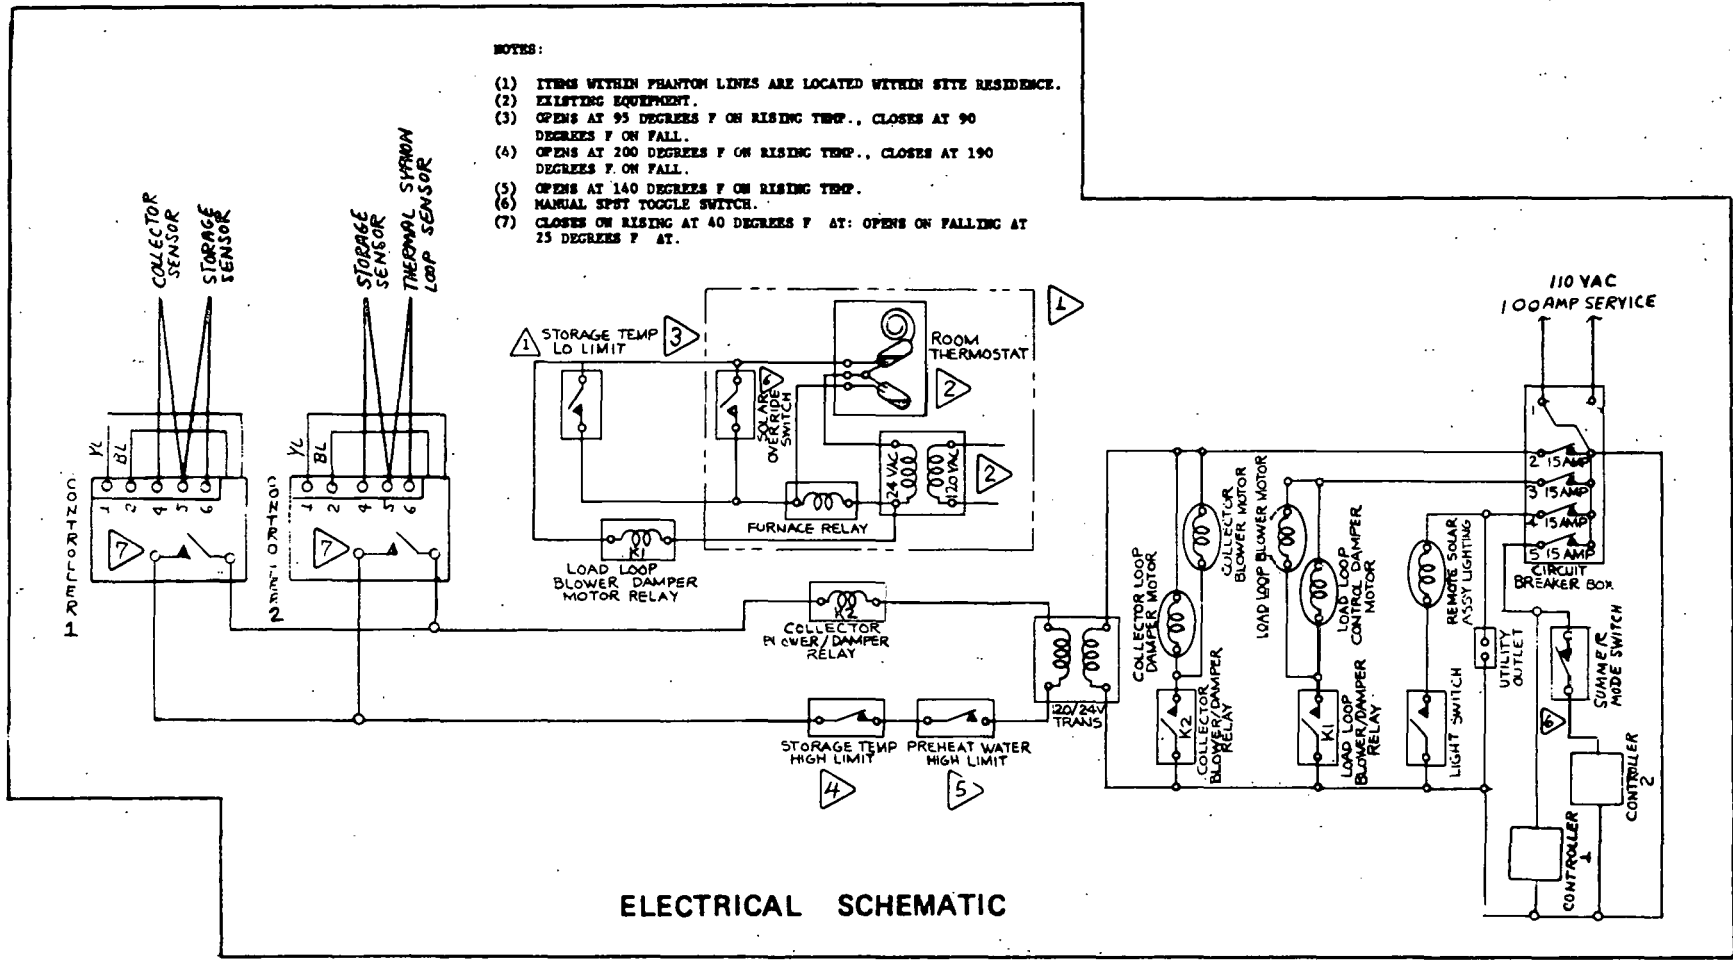 NOTES:
(1) ITEMS WITHIN PHANTOM LINES ARE LOCATED WITHIN SITE RESIDENCE.
(2) EXISTING EQUIPMENT.
(3) OPENS AT 95 DEGREES F ON RISING TEMP., CLOSES AT 90
DEGREES F ON FALL.
(4) OPENS AT 200 DEGREES F ON RISING TEMP., CLOSES AT 190
DEGREES F. ON FALL.
(5) OPENS AT 140 DEGREES F ON RISING TEMP.
(6) MANUAL SPST TOGGLE SWITCH.
(7) CLOSES ON RISING AT 40 DEGREES F ΔT: OPENS ON FALLING AT
25 DEGREES F ΔT.
COLLECTOR
SENSOR
STORAGE
SENSOR
STORAGE
SENSOR
THERMAL SYPHON
LOOP SENSOR
YL
BL
1 2 4 5 6
7
CONTROLLER 1
YL
BL
1 2 4 5 6
7
2
1
STORAGE TEMP
LO LIMIT
3
6
SOLAR
OVERRIDE
SWITCH
ROOM
THERMOSTAT
2
1
24 VAC
120 VAC
2
FURNACE RELAY
K1
LOAD LOOP
BLOWER DAMPER
MOTOR RELAY
K2
COLLECTOR
BLOWER/DAMPER
RELAY
120/24V
TRANS
STORAGE TEMP
HIGH LIMIT
4
PREHEAT WATER
HIGH LIMIT
5
COLLECTOR LOOP
DAMPER MOTOR
COLLECTOR
BLOWER MOTOR
K2
COLLECTOR
BLOWER/DAMPER
RELAY
LOAD LOOP BLOWER MOTOR
LOAD LOOP
CONTROL DAMPER
MOTOR
K1
LOAD LOOP
BLOWER/DAMPER
RELAY
REMOTE SOLAR
ASSY LIGHTING
LIGHT SWITCH
UTILITY
OUTLET
110 VAC
100 AMP SERVICE
1
2 15 AMP
3 15 AMP
4 15 AMP
5 15 AMP
CIRCUIT
BREAKER BOX
SUMMER
MODE SWITCH
6
CONTROLLER
2
CONTROLLER
1
ELECTRICAL SCHEMATIC